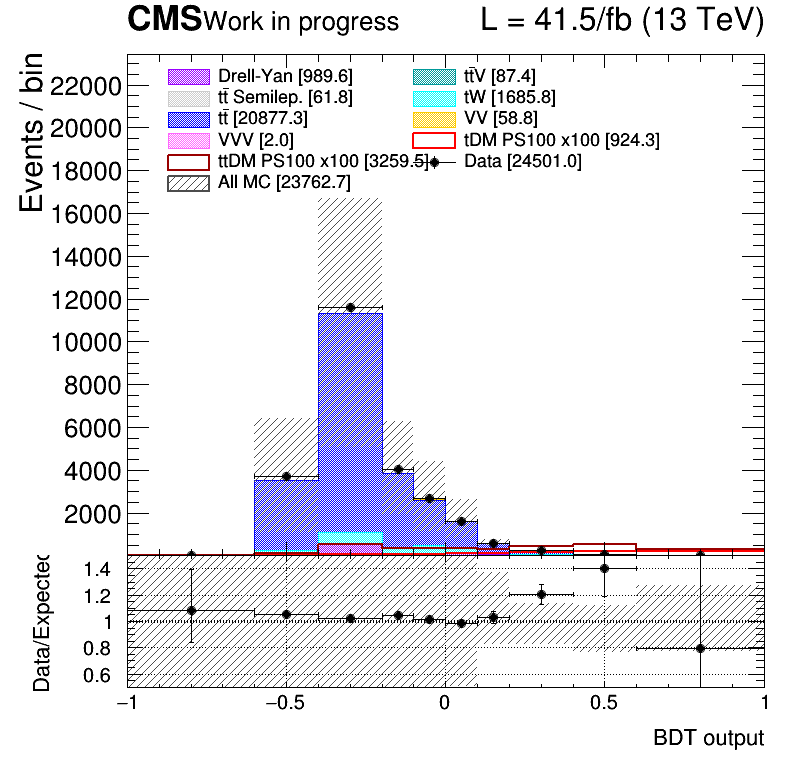 CMS Work in progress L = 41.5/fb (13 TeV)
Events / bin
22000
20000
18000
16000
14000
12000
10000
8000
6000
4000
2000
Drell-Yan [989.6]
tt̄V [87.4]
tt̄ Semilep. [61.8]
tW [1685.8]
tt̄ [20877.3]
VV [58.8]
VVV [2.0]
tDM PS100 x100 [924.3]
ttDM PS100 x100 [3259.5]
Data [24501.0]
All MC [23762.7]
Data/Expected
1.4
1.2
1
0.8
0.6
−1 −0.5 0 0.5 1
BDT output